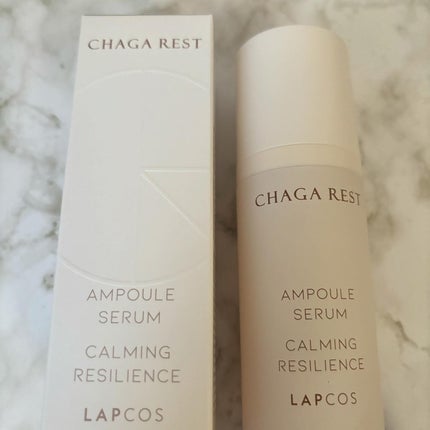 CHAGA REST
AMPOULE
SERUM
CALMING
RESILIENCE
LAPCOS
CHAGA REST
AMPOULE
SERUM
CALMING
RESILIENCE
LAPCOS